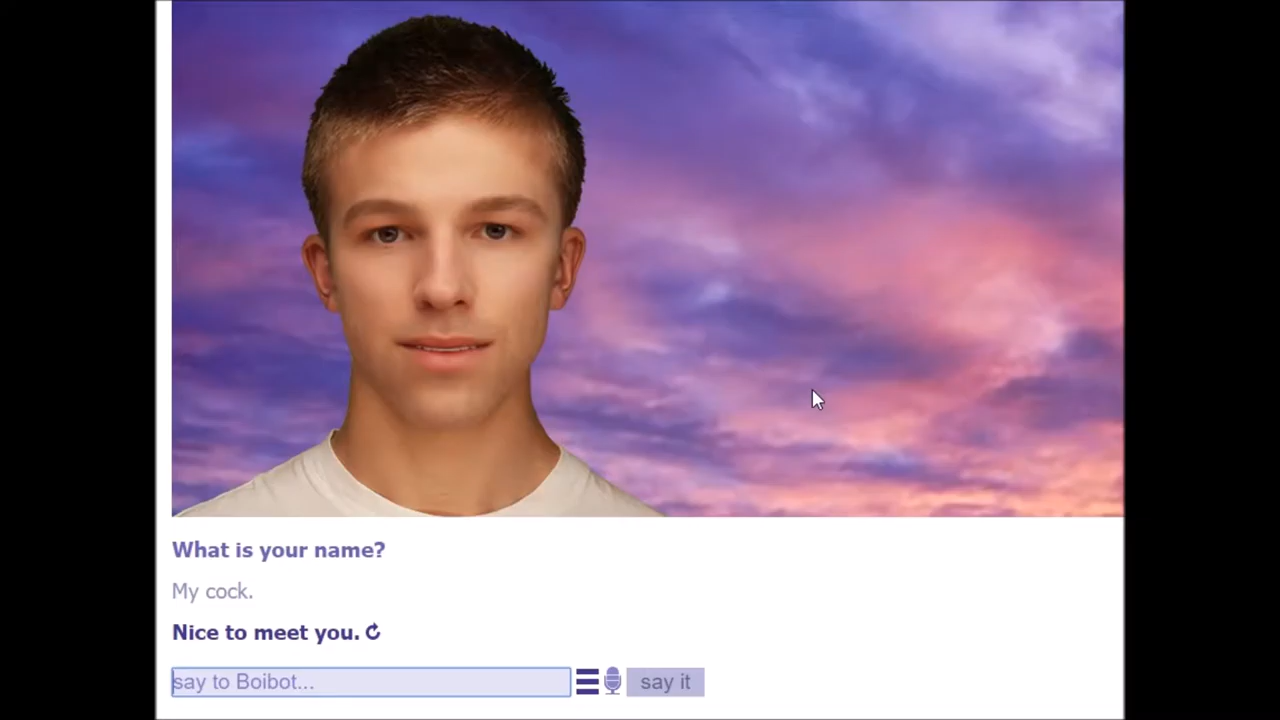 What is your name?
My cock.
Nice to meet you.
say to Boibot...
say it